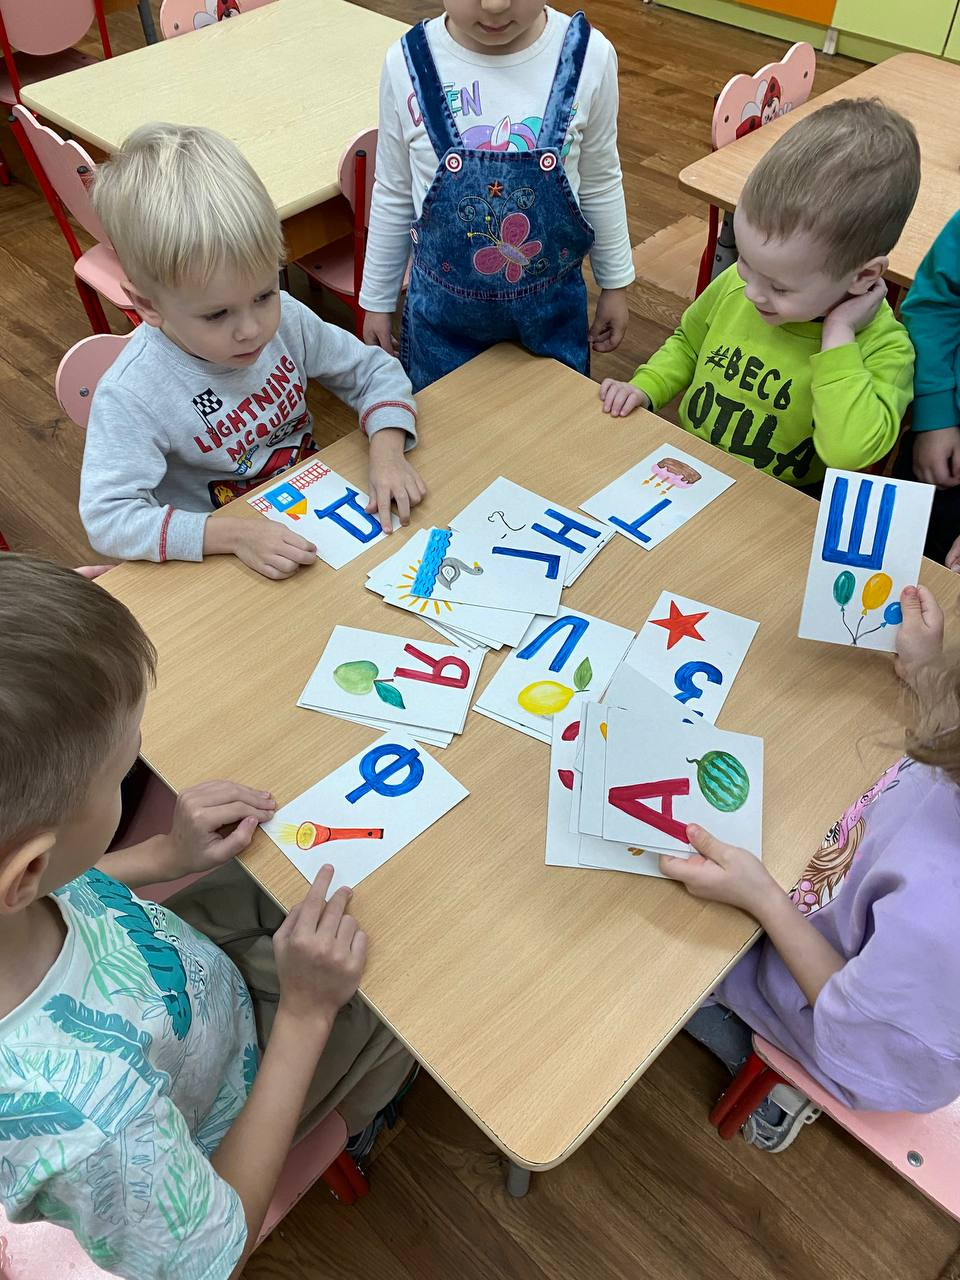 LIGHTNING
McQUEEN
#ВЕСЬ
ОТЦА
Д
Н
Г
Т
Ш
Я
Л
З
Ф
А